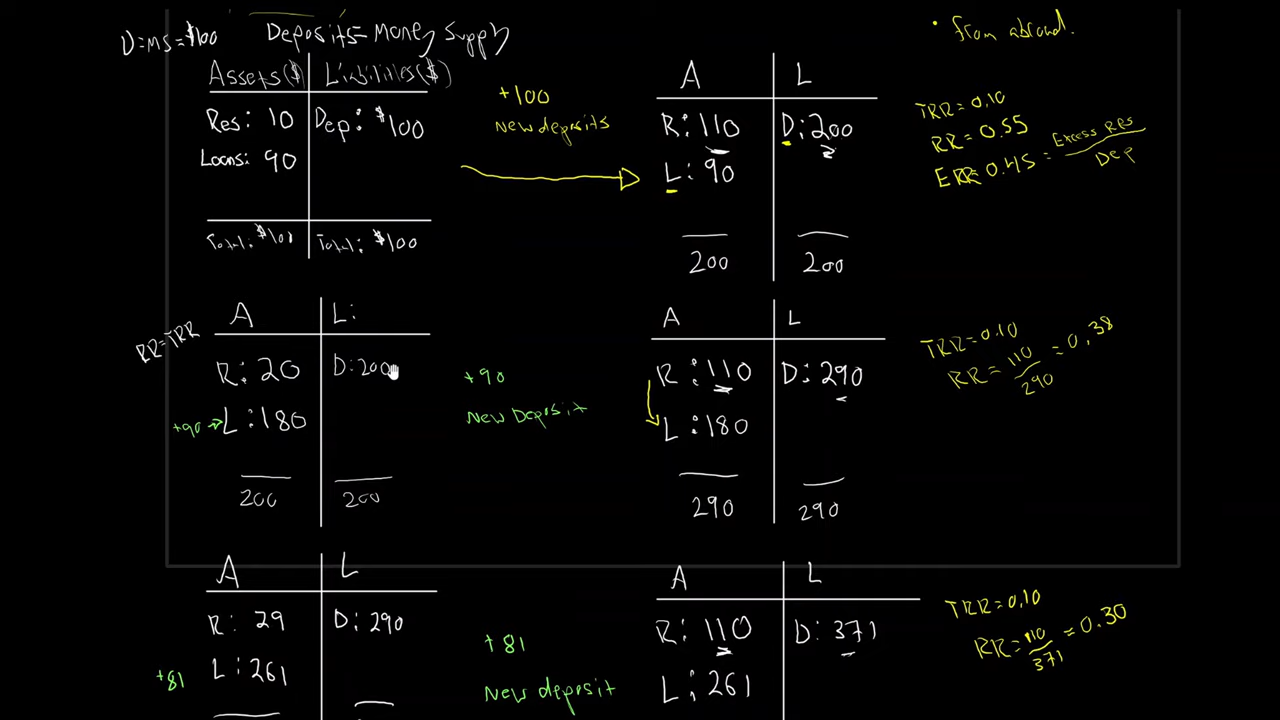 • from abroad.
D=MS=$100
Deposits=Money Supply
Assets($) Liabilities($)
Res: 10 Dep: $100
Loans: 90
Total: $100 Total: $100
+100
New deposits
A L
R: 110 D: 200
L: 90
200 200
TRR=0.10
RR=0.55
ERR=0.45=Excess Res
Dep
RR=TRR
A L:
R: 20 D: 200
+90→L: 180
200 200
+90
New Deposit
A L
R: 110 D: 290
L: 180
290 290
TRR=0.10
RR=110/290=0.38
A L
R: 29 D: 290
+81 L: 261
+81
New deposit
A L
R: 110 D: 371
L: 261
TRR=0.10
RR=110/371=0.30